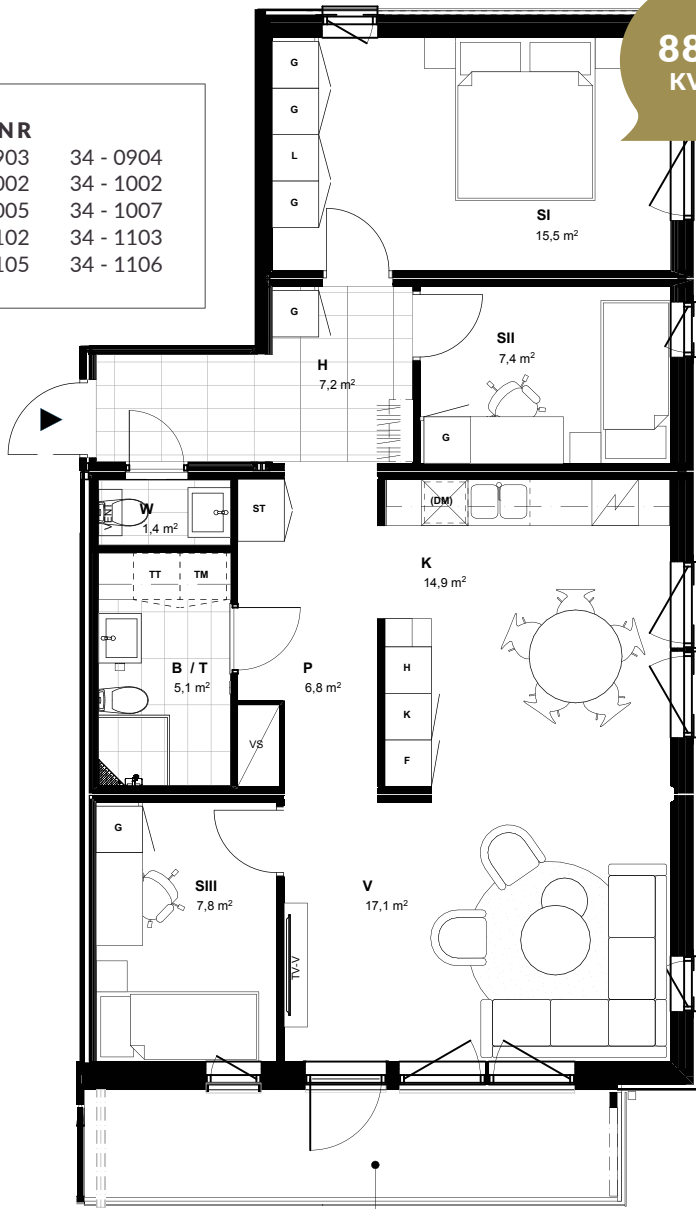 88
KV
NR
903 34 - 0904
002 34 - 1002
005 34 - 1007
102 34 - 1103
105 34 - 1106
G
G
L
G
SI
15,5 m²
G
H
7,2 m²
SII
7,4 m²
G
VENT
W
1,4 m²
ST
(DM)
K
14,9 m²
TT TM
B / T
5,1 m²
P
6,8 m²
H
K
F
VS
G
SIII
7,8 m²
V
17,1 m²
TV-V